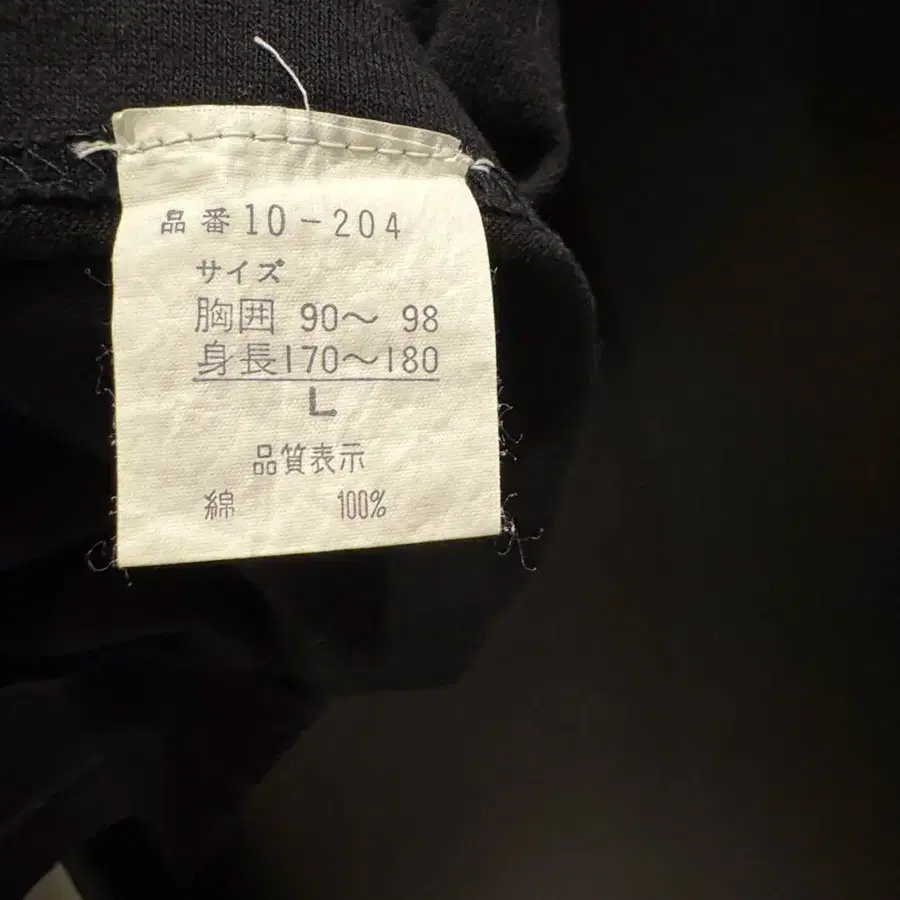 品番10-204
サイズ
胸囲 90〜 98
身長170〜180
L
品質表示
綿 100%